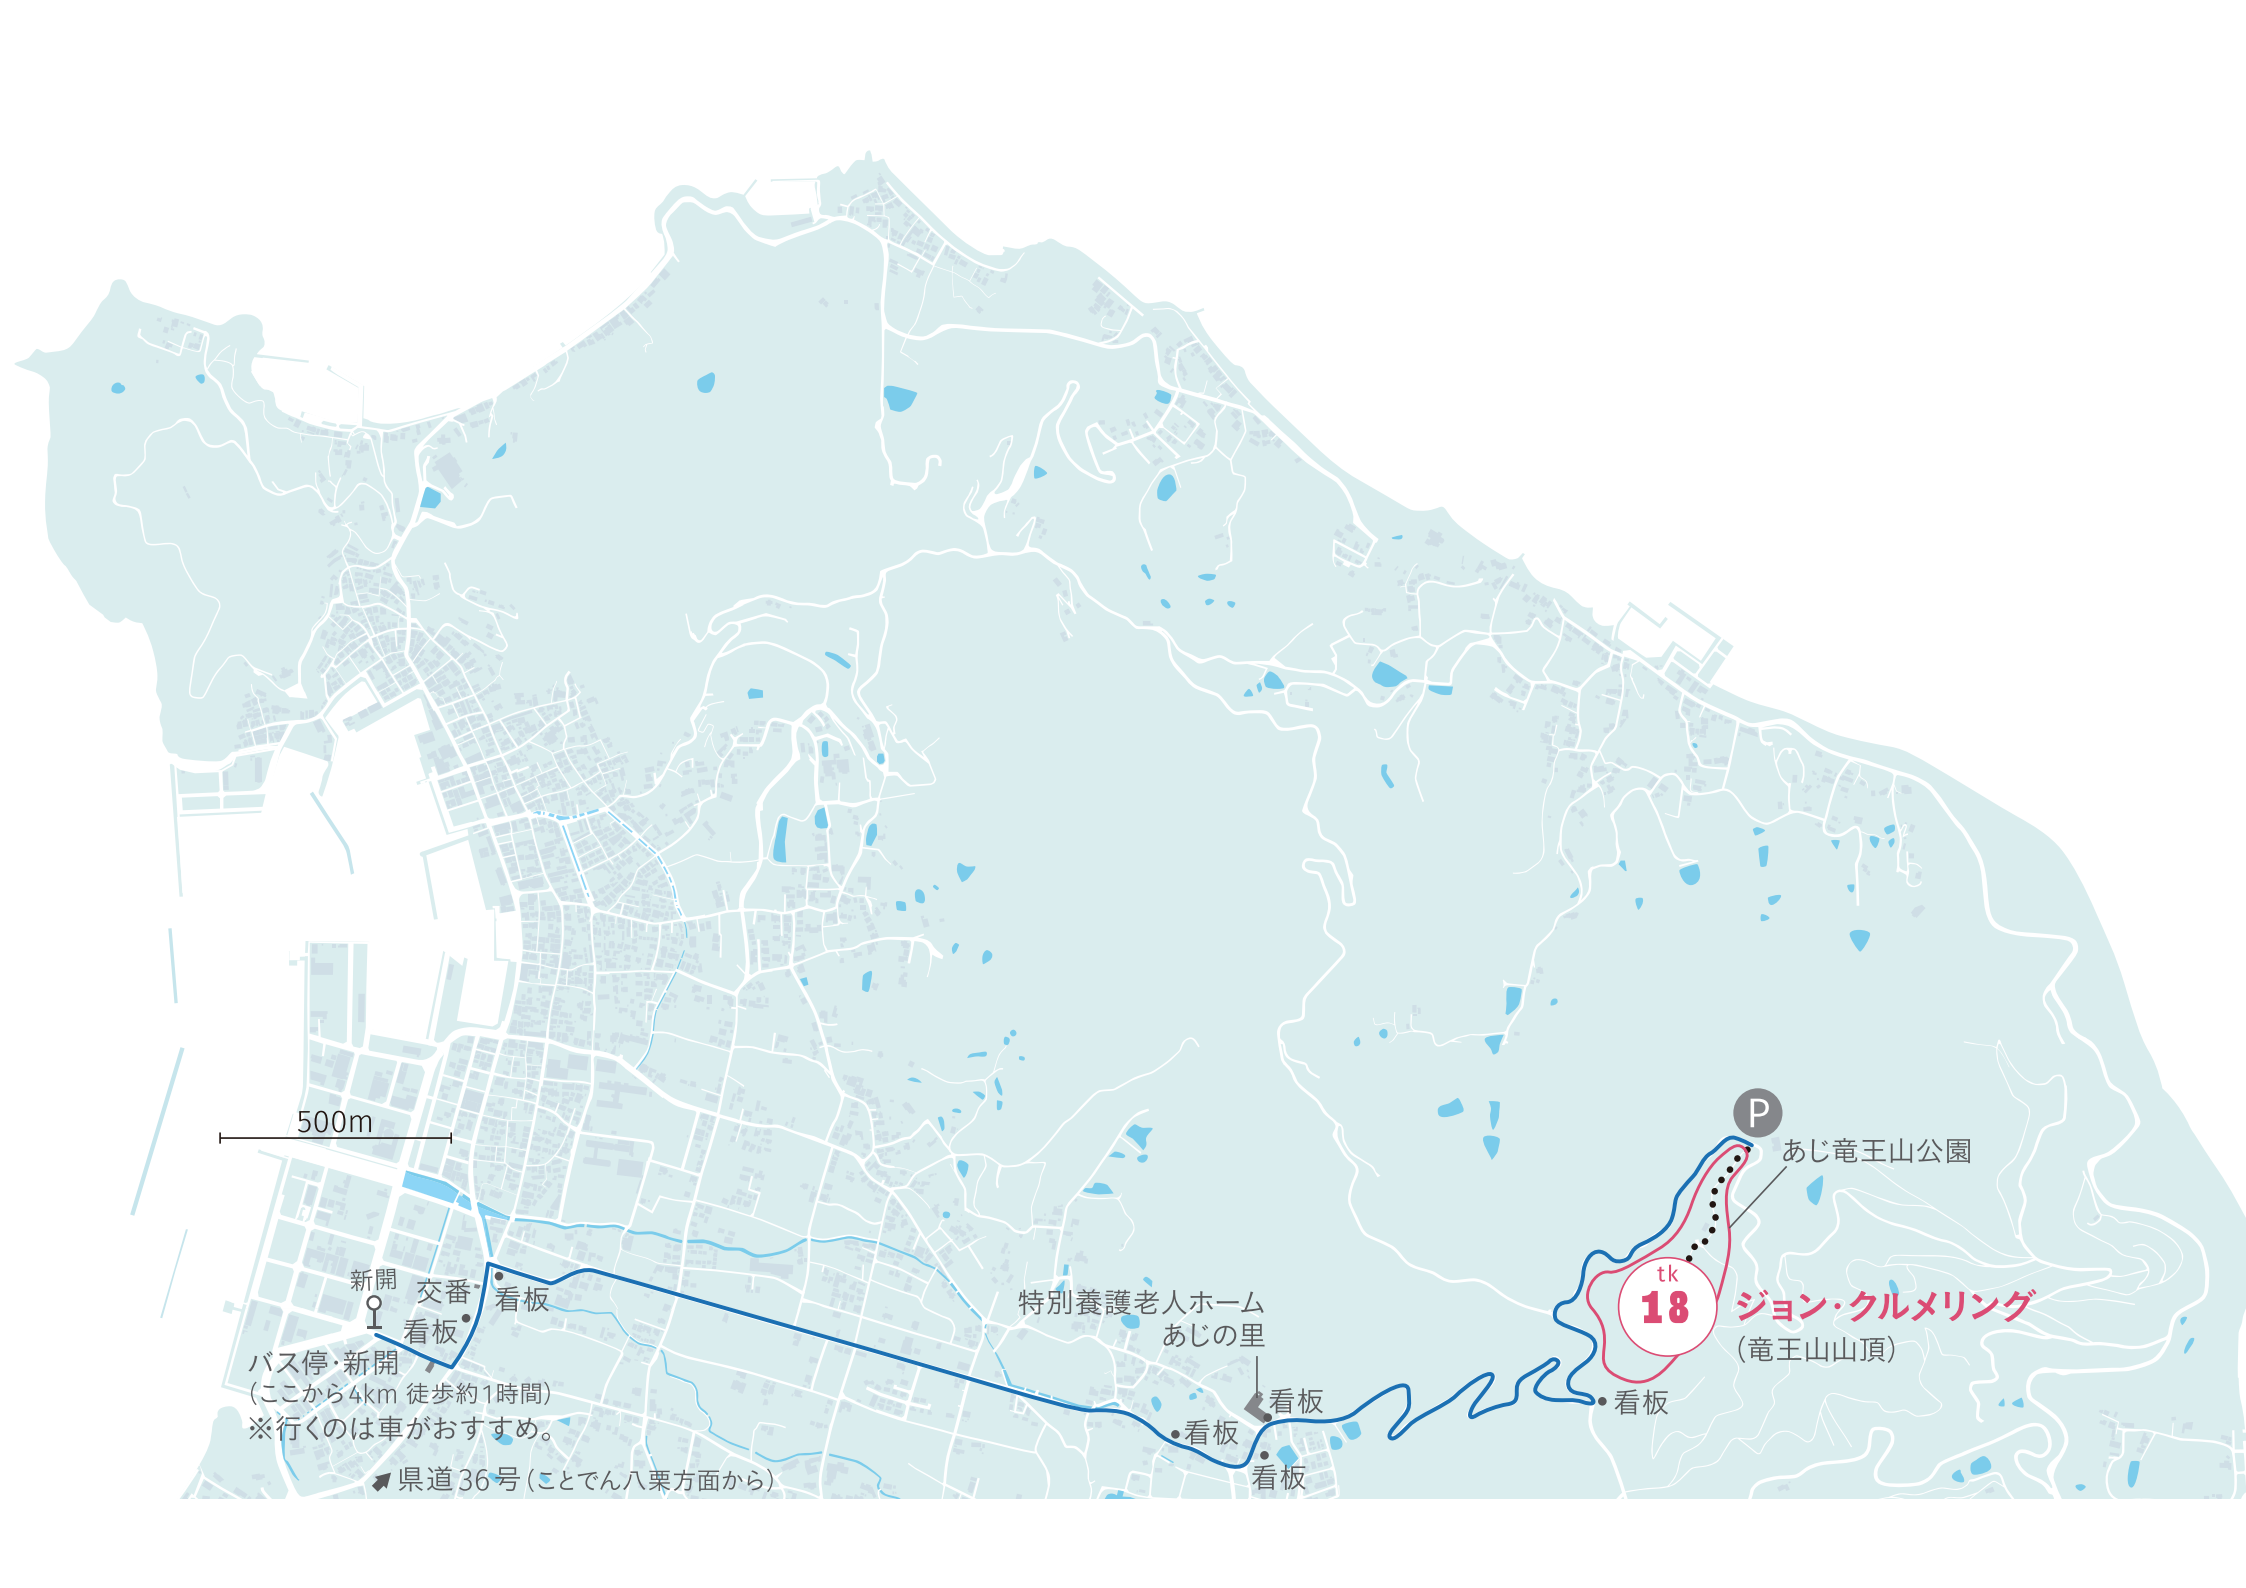 500m
P
あじ竜王山公園
tk
18
ジョン・クルメリング
(竜王山山頂)
新開
交番
看板
看板
特別養護老人ホーム
あじの里
バス停・新開
(ここから4km 徒歩約1時間)
※行くのは車がおすすめ。
看板
看板
看板
看板
県道36号(ことでん八栗方面から)